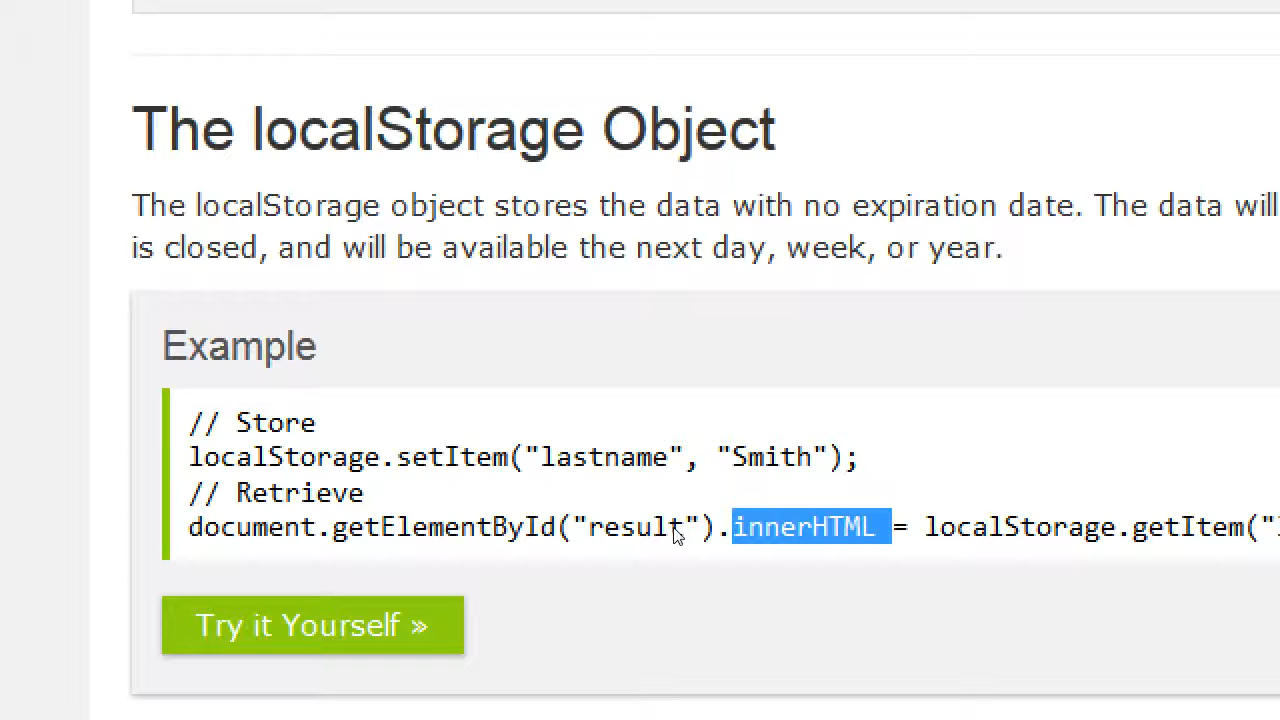 The localStorage Object
The localStorage object stores the data with no expiration date. The data will
is closed, and will be available the next day, week, or year.
Example
// Store
localStorage.setItem("lastname", "Smith");
// Retrieve
document.getElementById("result").innerHTML = localStorage.getItem("
Try it Yourself »